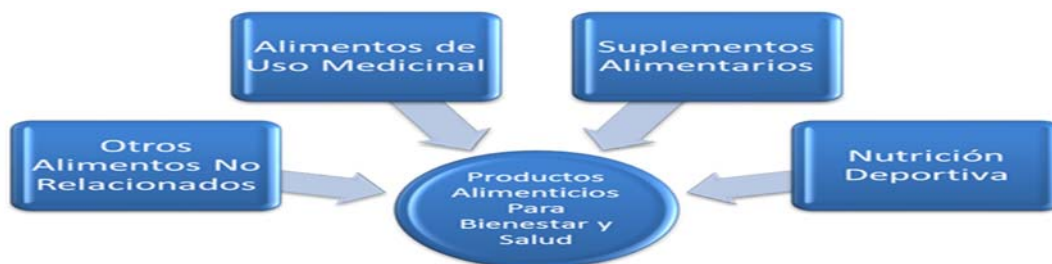 Alimentos de
Uso Medicinal
Suplementos
Alimentarios
Otros
Alimentos No
Relacionados
Productos
Alimenticios
Para
Bienestar y
Salud
Nutrición
Deportiva